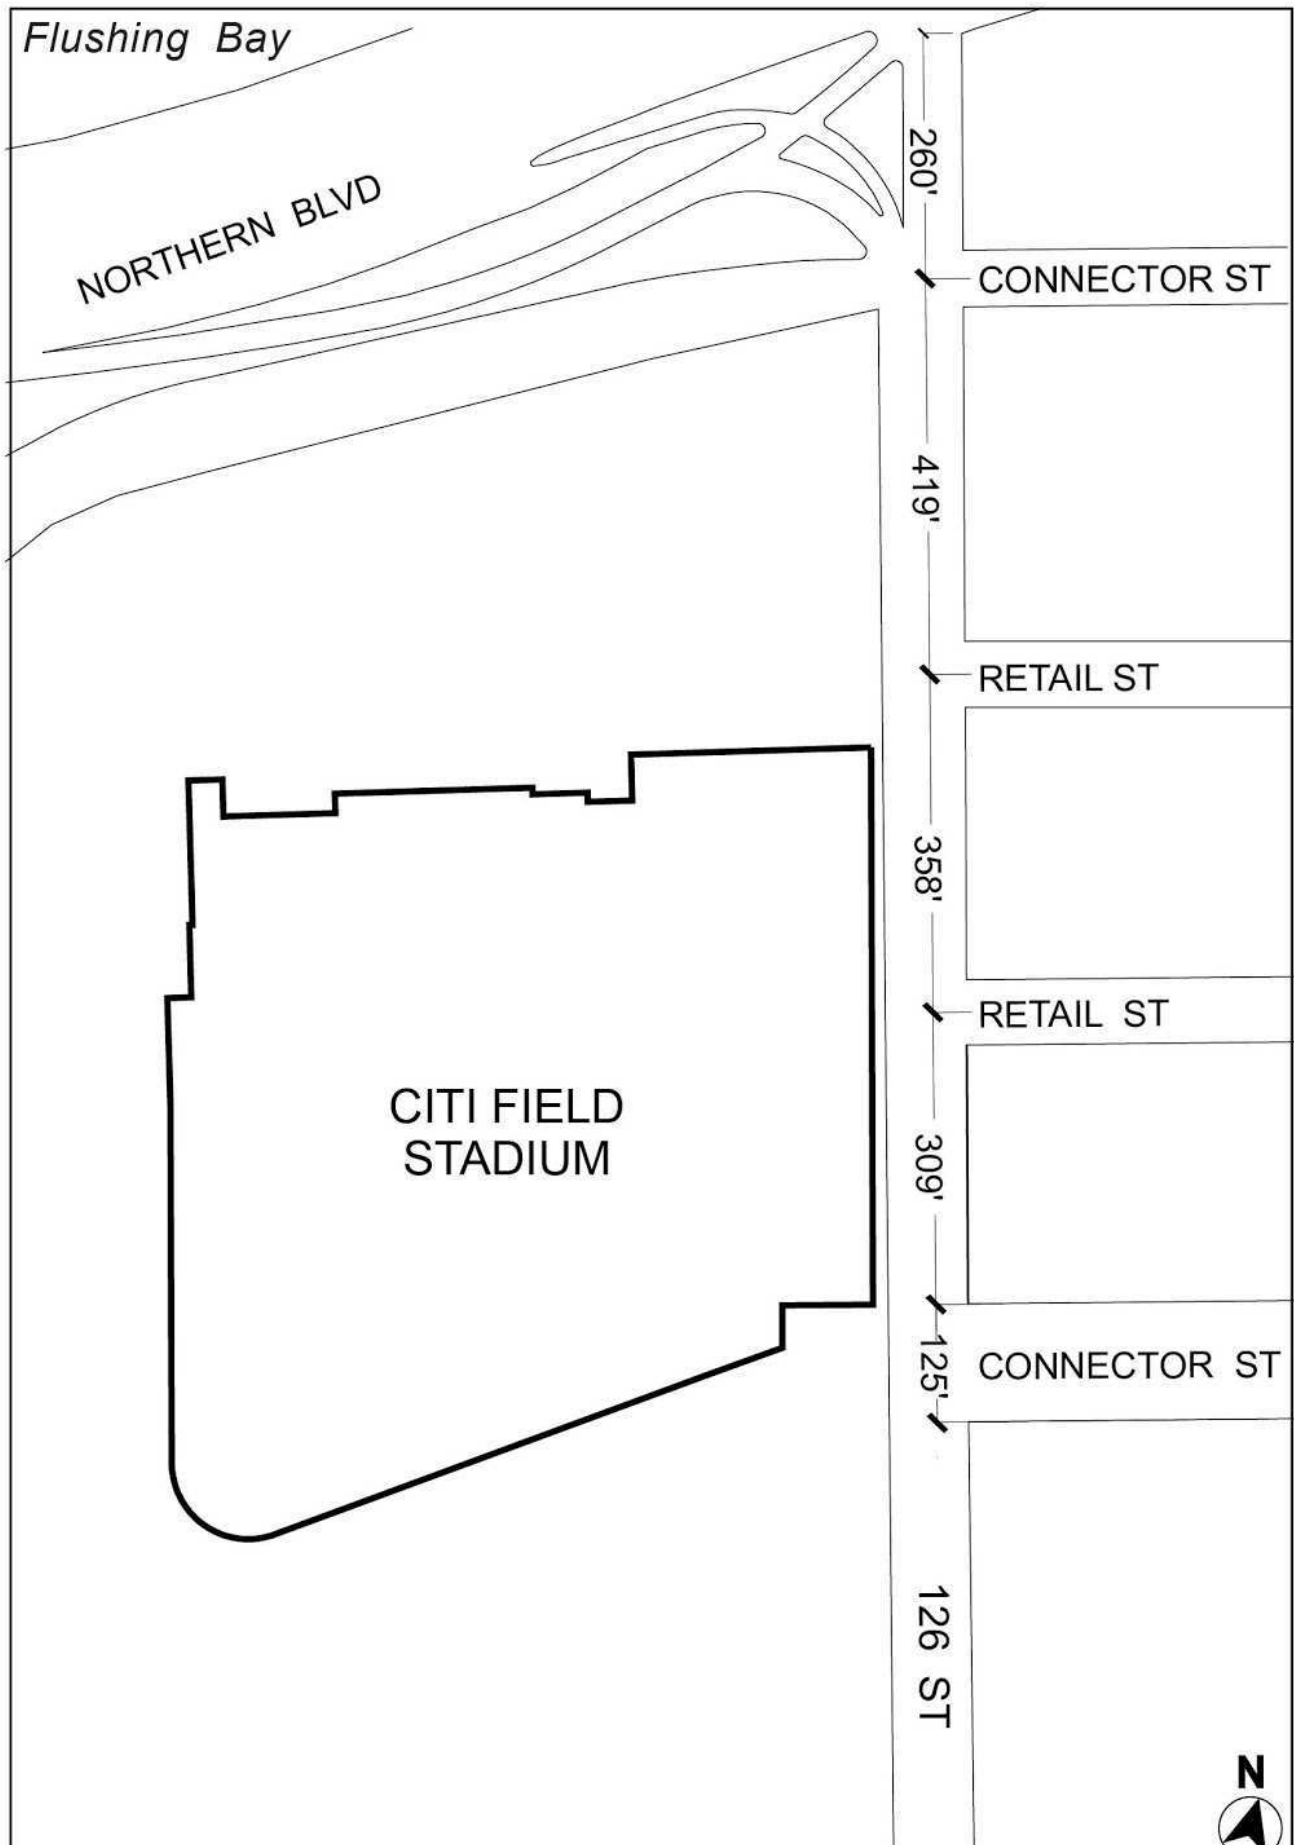 Flushing Bay
NORTHERN BLVD
260'
CONNECTOR ST
419'
RETAIL ST
358'
RETAIL ST
CITI FIELD
STADIUM
309'
125'
CONNECTOR ST
126 ST
N